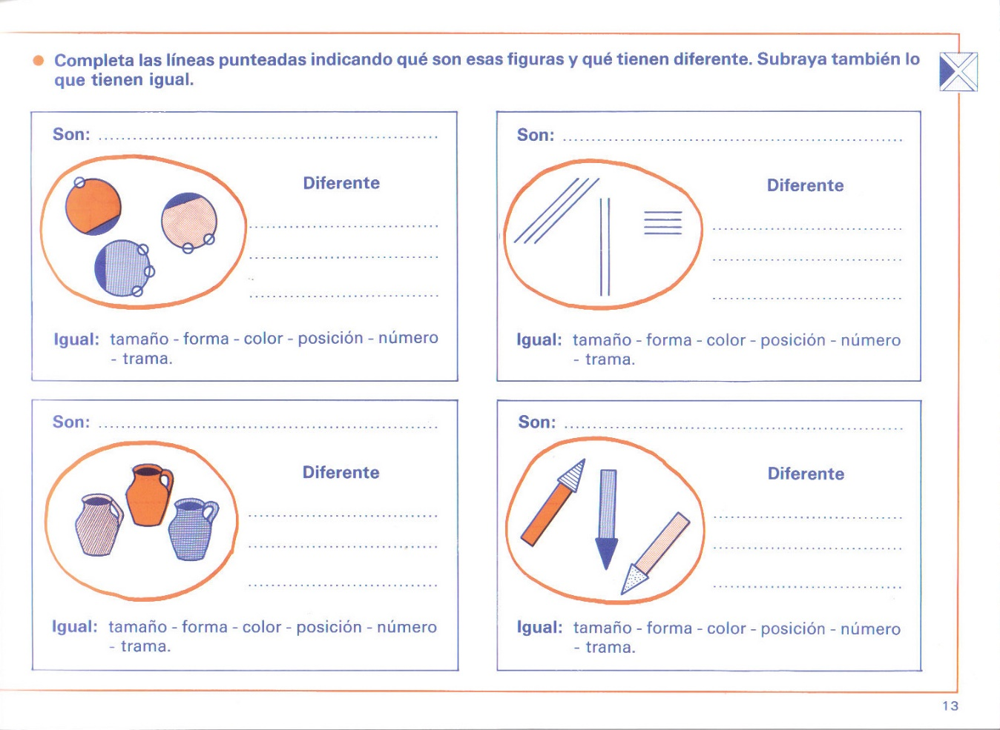 Completa las líneas punteadas indicando qué son esas figuras y qué tienen diferente. Subraya también lo
que tienen igual.
Son:
Diferente
Igual: tamaño - forma - color - posición - número
- trama.
Son:
Diferente
Igual: tamaño - forma - color - posición - número
- trama.
Son:
Diferente
Igual: tamaño - forma - color - posición - número
- trama.
Son:
Diferente
Igual: tamaño - forma - color - posición - número
- trama.
13